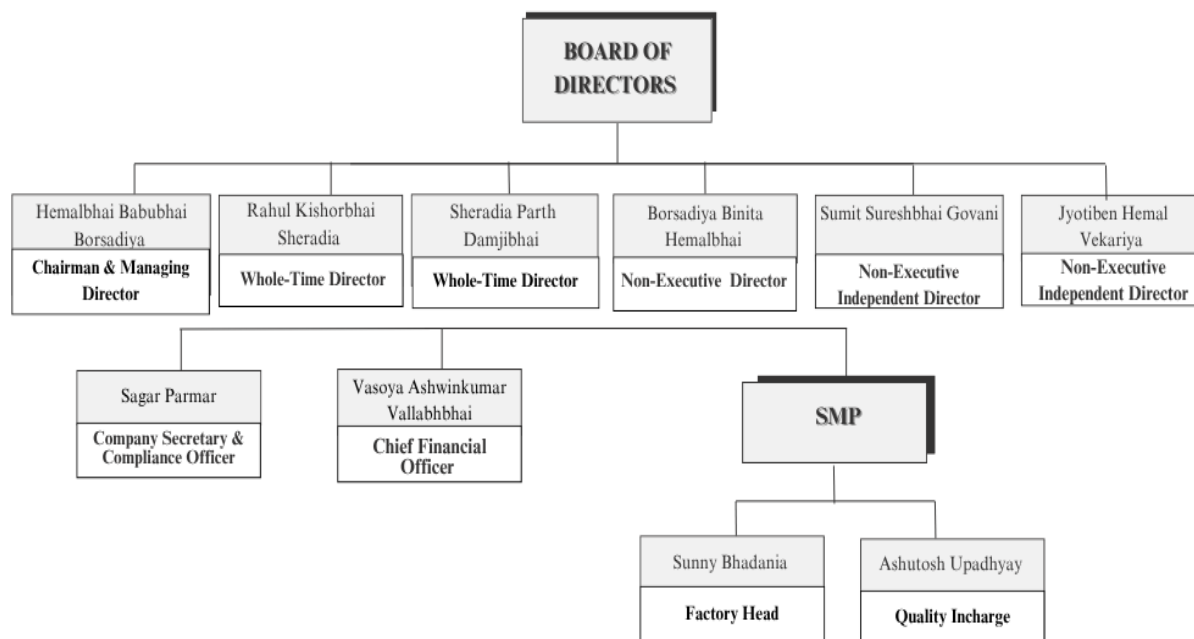 BOARD OF
DIRECTORS
Hemalbhai Babubhai
Borsadiya
Chairman & Managing
Director
Rahul Kishorbhai
Sheradia
Whole-Time Director
Sheradia Parth
Damjibhai
Whole-Time Director
Borsadiya Binita
Hemalbhai
Non-Executive Director
Sumit Sureshbhai Govani
Non-Executive
Independent Director
Jyotiben Hemal
Vekariya
Non-Executive
Independent Director
Sagar Parmar
Company Secretary &
Compliance Officer
Vasoya Ashwinkumar
Vallabhbhai
Chief Financial
Officer
SMP
Sunny Bhadania
Factory Head
Ashutosh Upadhyay
Quality Incharge